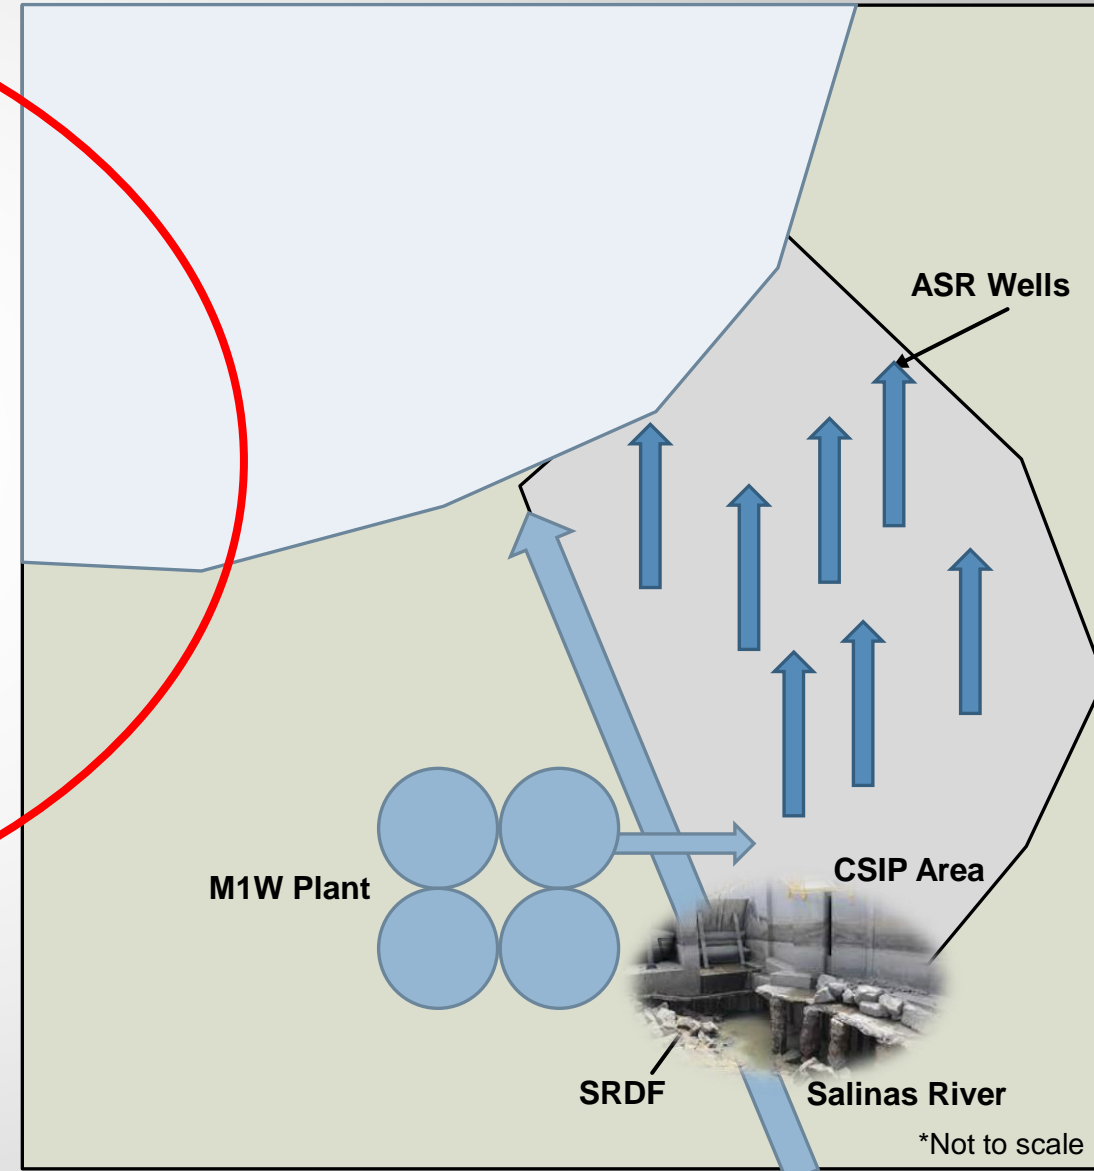 ASR Wells
CSIP Area
M1W Plant
SRDF
Salinas River
*Not to scale